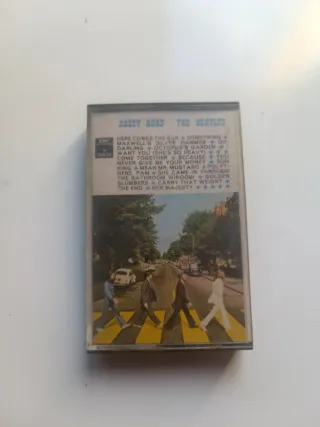 ABBEY ROAD THE BEATLES
HERE COMES THE SUN ★ SOMETHING ★
MAXWELL'S SILVER HAMMER ★ OH
DARLING ★ OCTOPUS'S GARDEN ★ I
WANT YOU (SHE'S SO HEAVY) ★
COME TOGETHER ★ BECAUSE ★ YOU
NEVER GIVE ME YOUR MONEY ★ SUN
KING ★ MEAN MR MUSTARD ★ POLY-
THENE PAM ★ SHE CAME IN THROUGH
THE BATHROOM WINDOW ★ GOLDEN
SLUMBERS ★ CARRY THAT WEIGHT ★
THE END ★ HER MAJESTY ★ ★ ★ ★ ★